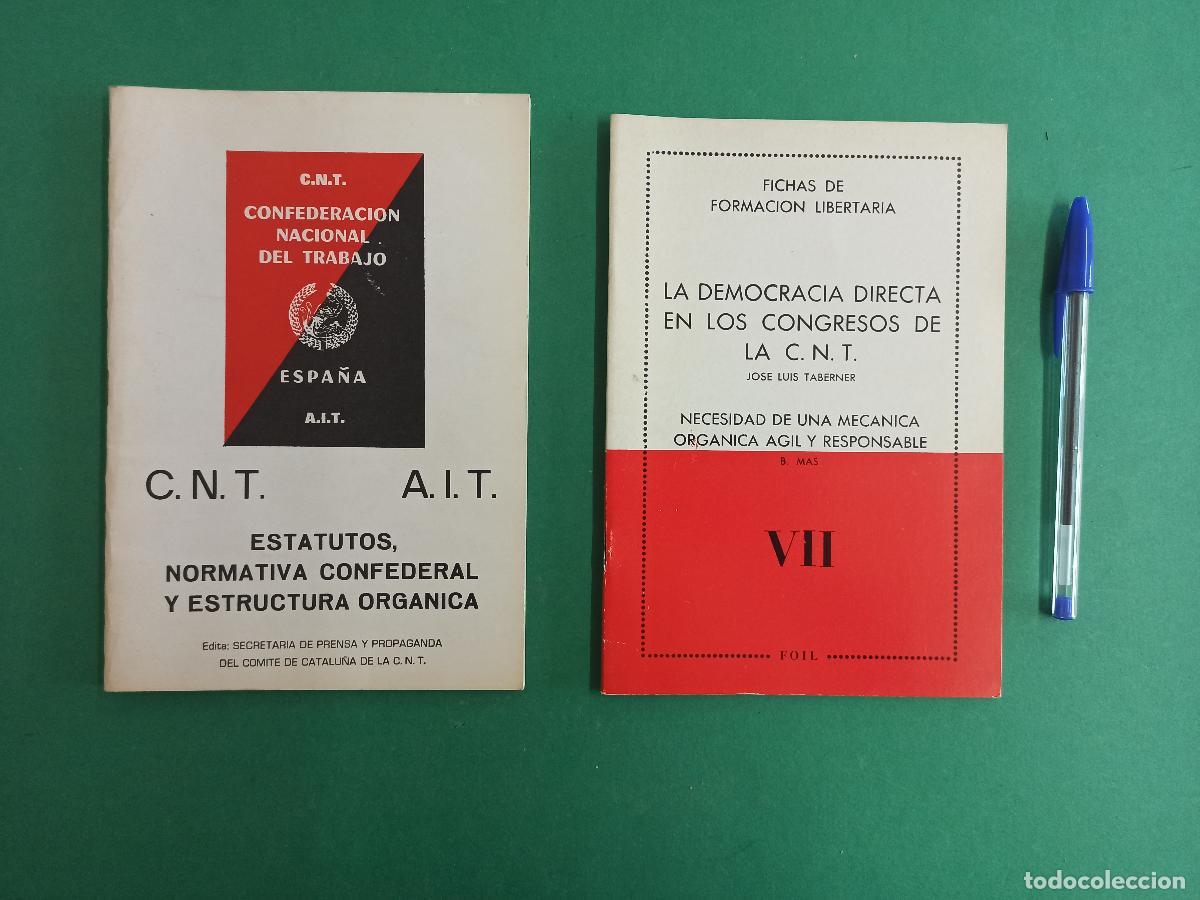 C.N.T.
CONFEDERACION
NACIONAL
DEL TRABAJO
ESPAÑA
A.I.T.
C. N. T. A. I. T.
ESTATUTOS,
NORMATIVA CONFEDERAL
Y ESTRUCTURA ORGANICA
Edita: SECRETARIA DE PRENSA Y PROPAGANDA
DEL COMITE DE CATALUÑA DE LA C. N. T.
FICHAS DE
FORMACION LIBERTARIA
LA DEMOCRACIA DIRECTA
EN LOS CONGRESOS DE
LA C. N. T.
JOSE LUIS TABERNER
NECESIDAD DE UNA MECANICA
ORGANICA AGIL Y RESPONSABLE
B. MAS
VII
FOIL
todocoleccion